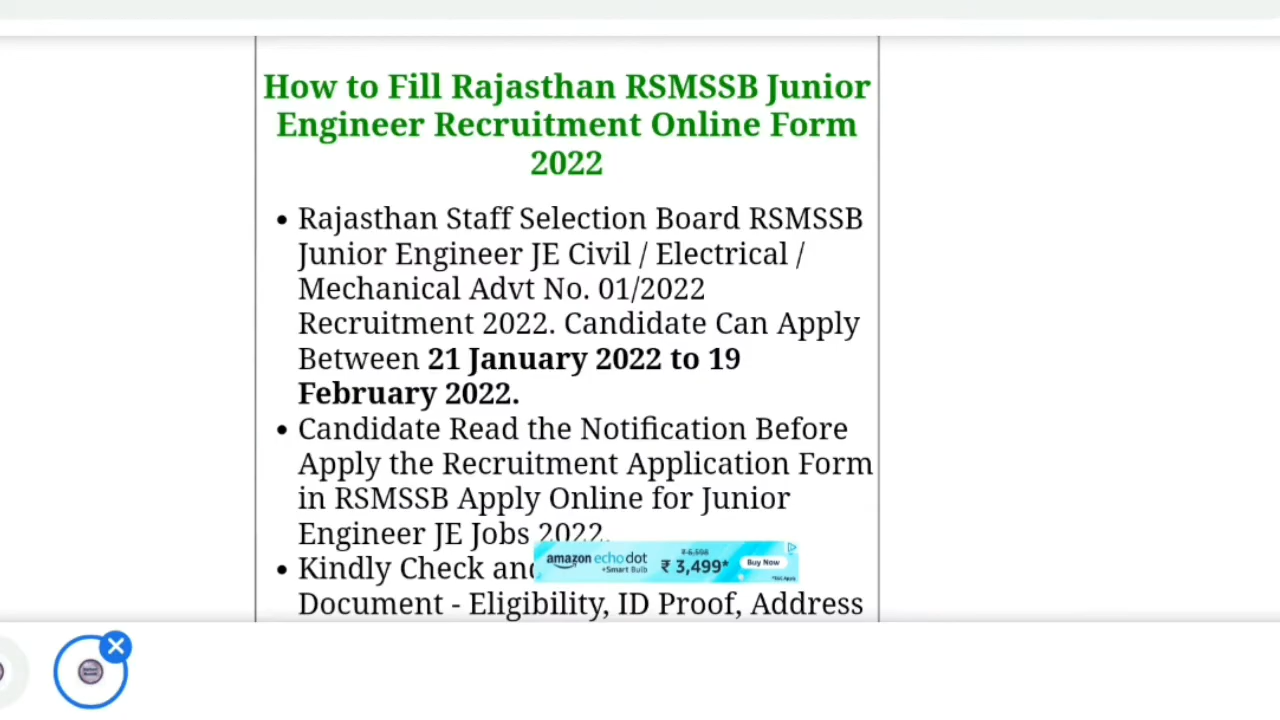 How to Fill Rajasthan RSMSSB Junior
Engineer Recruitment Online Form
2022
• Rajasthan Staff Selection Board RSMSSB
Junior Engineer JE Civil / Electrical /
Mechanical Advt No. 01/2022
Recruitment 2022. Candidate Can Apply
Between 21 January 2022 to 19
February 2022.
• Candidate Read the Notification Before
Apply the Recruitment Application Form
in RSMSSB Apply Online for Junior
Engineer JE Jobs 2022.
• Kindly Check and
amazon echo dot
+Smart Bulb
₹ 3,499*
Buy Now
Document - Eligibility, ID Proof, Address